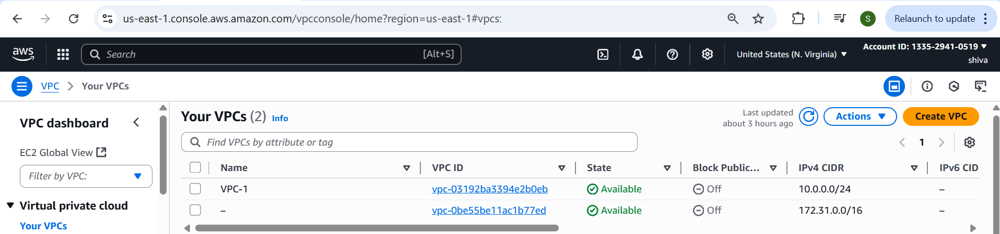 us-east-1.console.aws.amazon.com/vpcconsole/home?region=us-east-1#vpcs:
S
Relaunch to update
aws
Search
[Alt+S]
United States (N. Virginia)
Account ID: 1335-2941-0519
shiva
VPC
Your VPCs
VPC dashboard
EC2 Global View
Filter by VPC:
Virtual private cloud
Your VPCs
Your VPCs (2) Info
Last updated
about 3 hours ago
Actions
Create VPC
Find VPCs by attribute or tag
1
Name VPC ID State Block Public... IPv4 CIDR IPv6 CID
VPC-1 vpc-03192ba3394e2b0eb Available Off 10.0.0.0/24 –
– vpc-0be55be11ac1b77ed Available Off 172.31.0.0/16 –